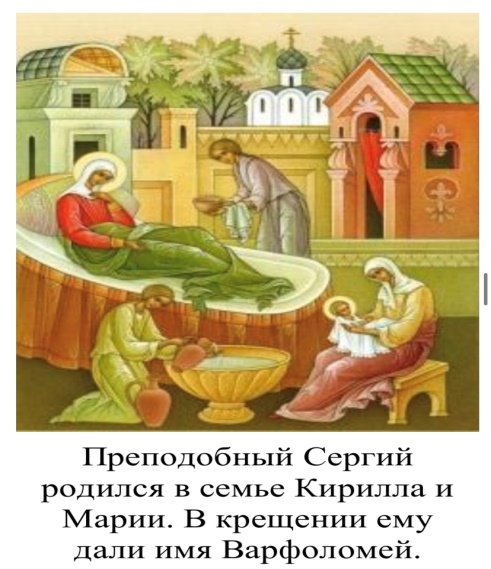 Преподобный Сергий
родился в семье Кирилла и
Марии. В крещении ему
дали имя Варфоломей.